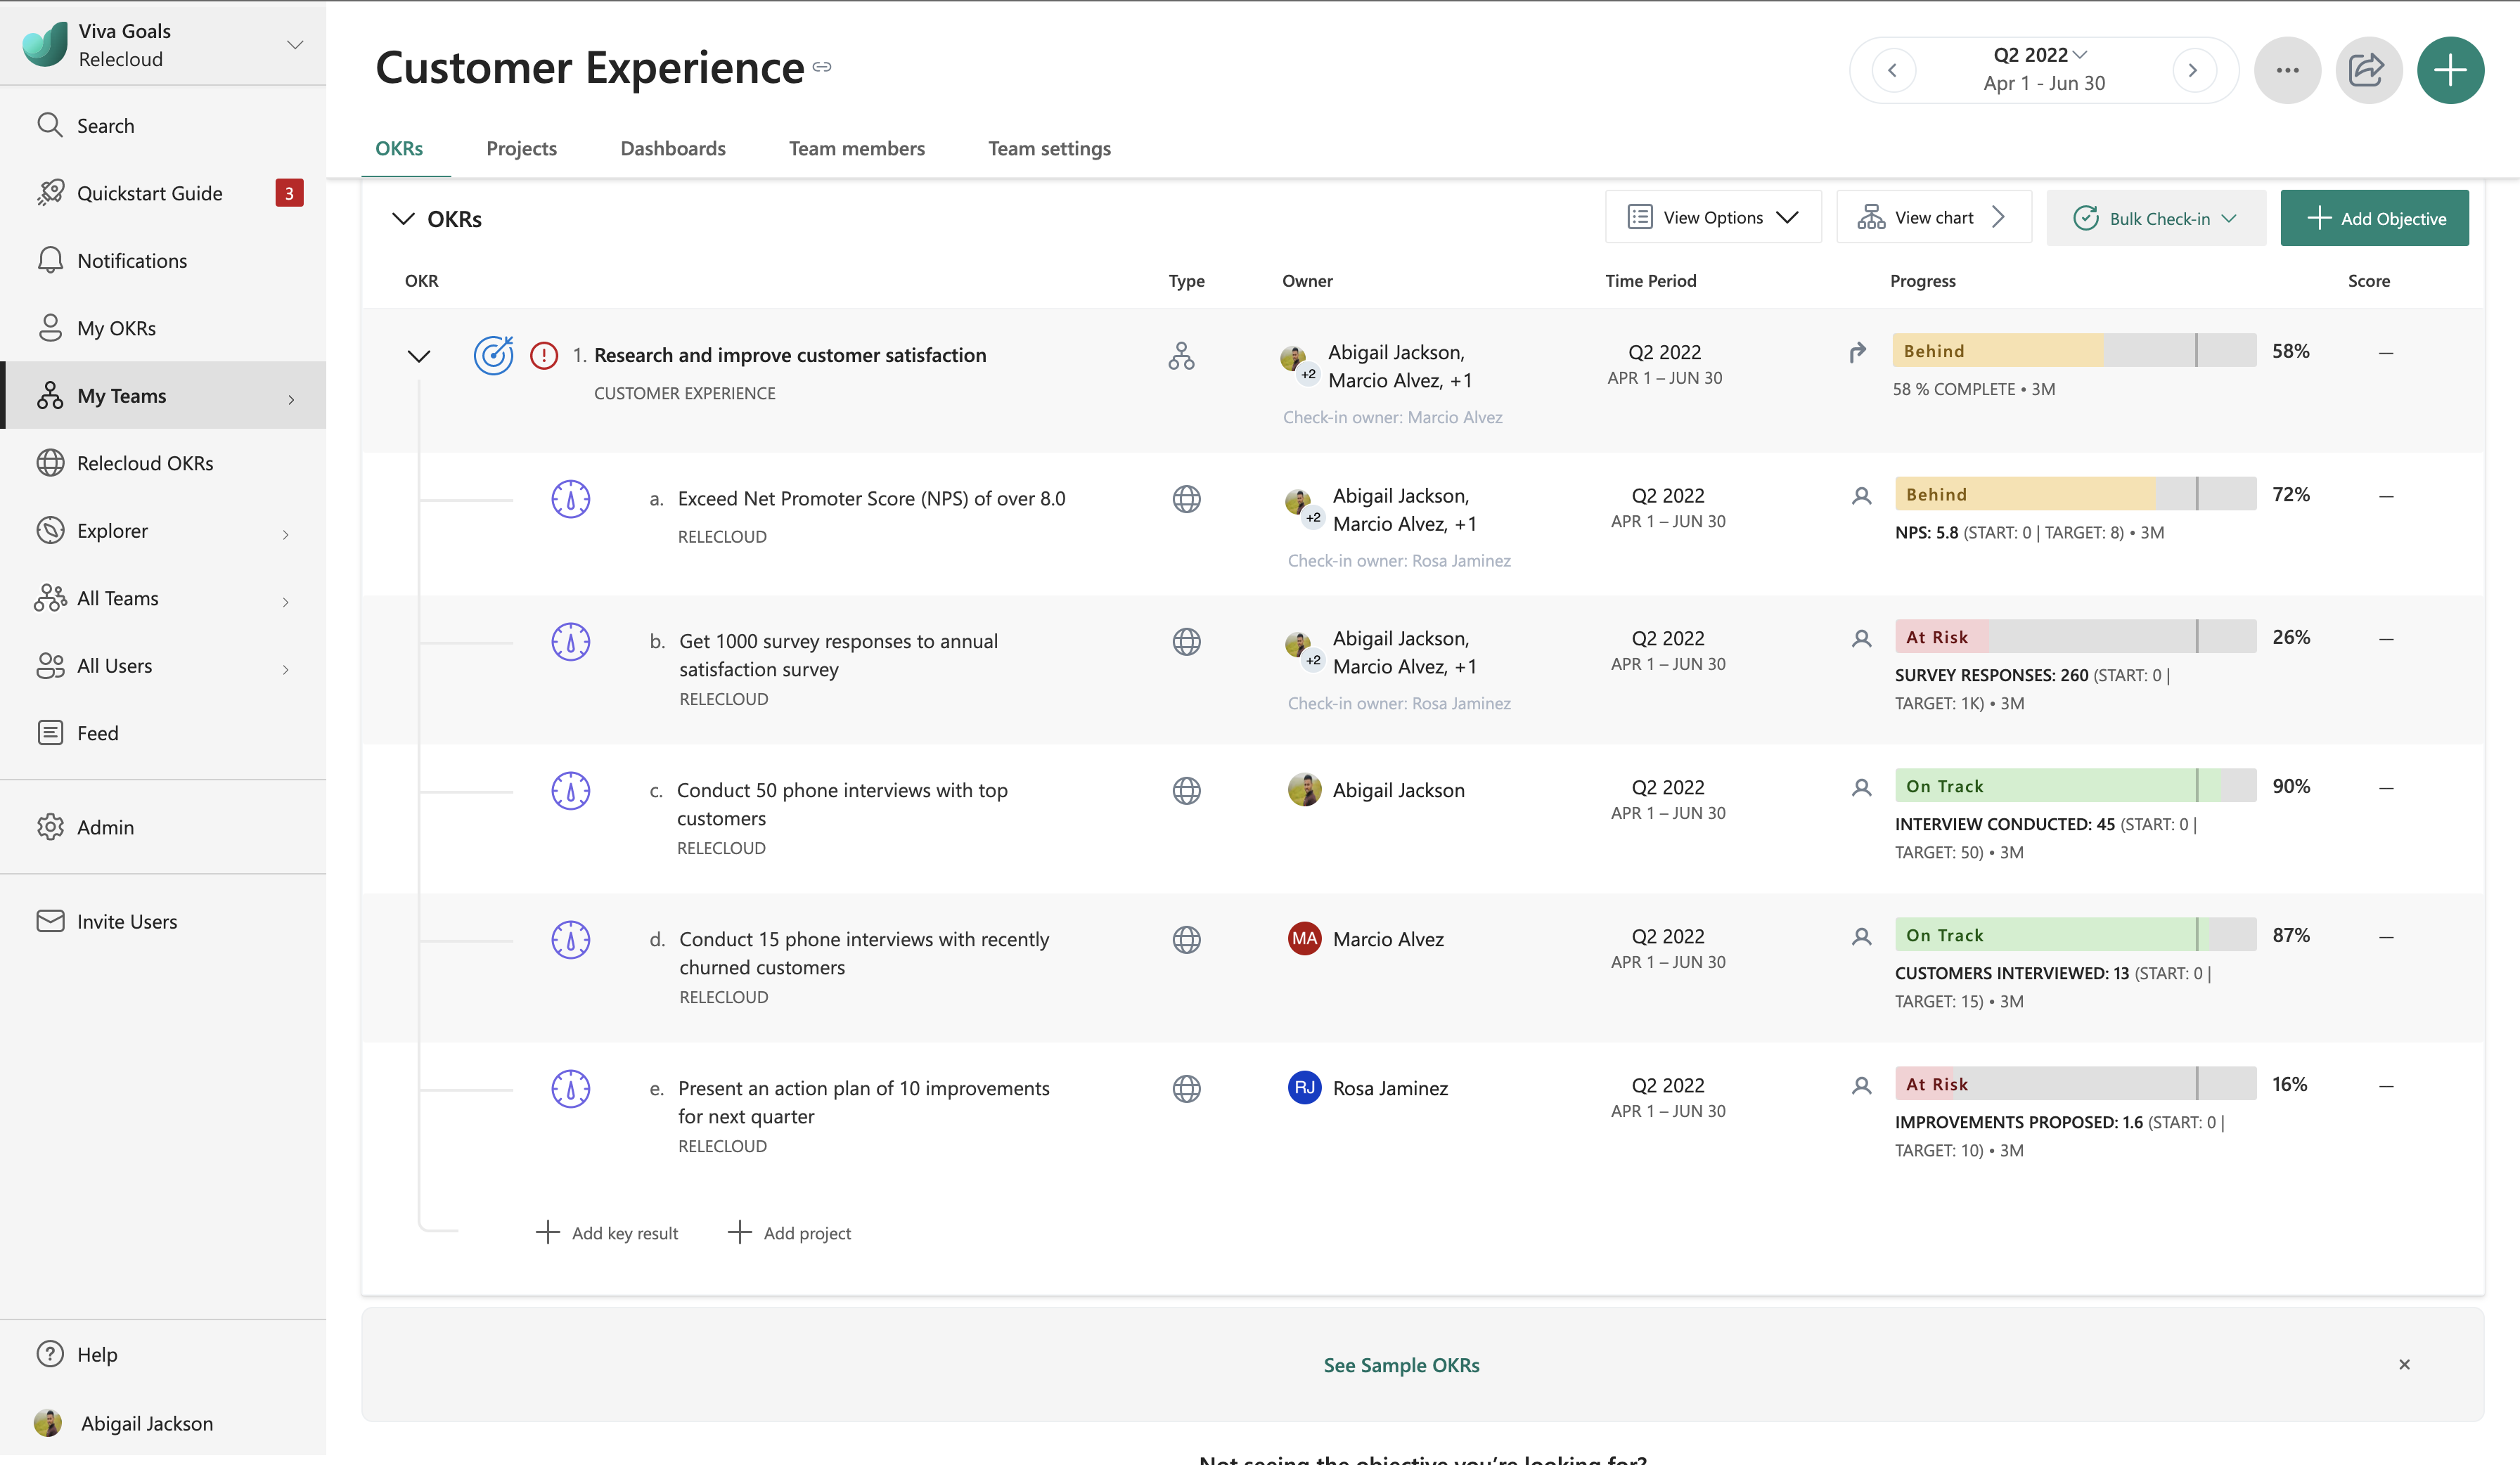 Viva Goals
Relecloud
Search
Quickstart Guide
3
Notifications
My OKRs
My Teams
Relecloud OKRs
Explorer
All Teams
All Users
Feed
Admin
Invite Users
Help
Abigail Jackson
Customer Experience
Q2 2022
Apr 1 - Jun 30
OKRs
Projects
Dashboards
Team members
Team settings
OKRs
View Options
View chart
Bulk Check-in
Add Objective
OKR
Type
Owner
Time Period
Progress
Score
1. Research and improve customer satisfaction
CUSTOMER EXPERIENCE
+2
Abigail Jackson,
Marcio Alvez, +1
Check-in owner: Marcio Alvez
Q2 2022
APR 1 – JUN 30
Behind
58%
—
58 % COMPLETE • 3M
a. Exceed Net Promoter Score (NPS) of over 8.0
RELECLOUD
+2
Abigail Jackson,
Marcio Alvez, +1
Check-in owner: Rosa Jaminez
Q2 2022
APR 1 – JUN 30
Behind
72%
—
NPS: 5.8 (START: 0 | TARGET: 8) • 3M
b. Get 1000 survey responses to annual
satisfaction survey
RELECLOUD
+2
Abigail Jackson,
Marcio Alvez, +1
Check-in owner: Rosa Jaminez
Q2 2022
APR 1 – JUN 30
At Risk
26%
—
SURVEY RESPONSES: 260 (START: 0 |
TARGET: 1K) • 3M
c. Conduct 50 phone interviews with top
customers
RELECLOUD
Abigail Jackson
Q2 2022
APR 1 – JUN 30
On Track
90%
—
INTERVIEW CONDUCTED: 45 (START: 0 |
TARGET: 50) • 3M
d. Conduct 15 phone interviews with recently
churned customers
RELECLOUD
MA
Marcio Alvez
Q2 2022
APR 1 – JUN 30
On Track
87%
—
CUSTOMERS INTERVIEWED: 13 (START: 0 |
TARGET: 15) • 3M
e. Present an action plan of 10 improvements
for next quarter
RELECLOUD
RJ
Rosa Jaminez
Q2 2022
APR 1 – JUN 30
At Risk
16%
—
IMPROVEMENTS PROPOSED: 1.6 (START: 0 |
TARGET: 10) • 3M
Add key result
Add project
See Sample OKRs
Not seeing the objective you're looking for?